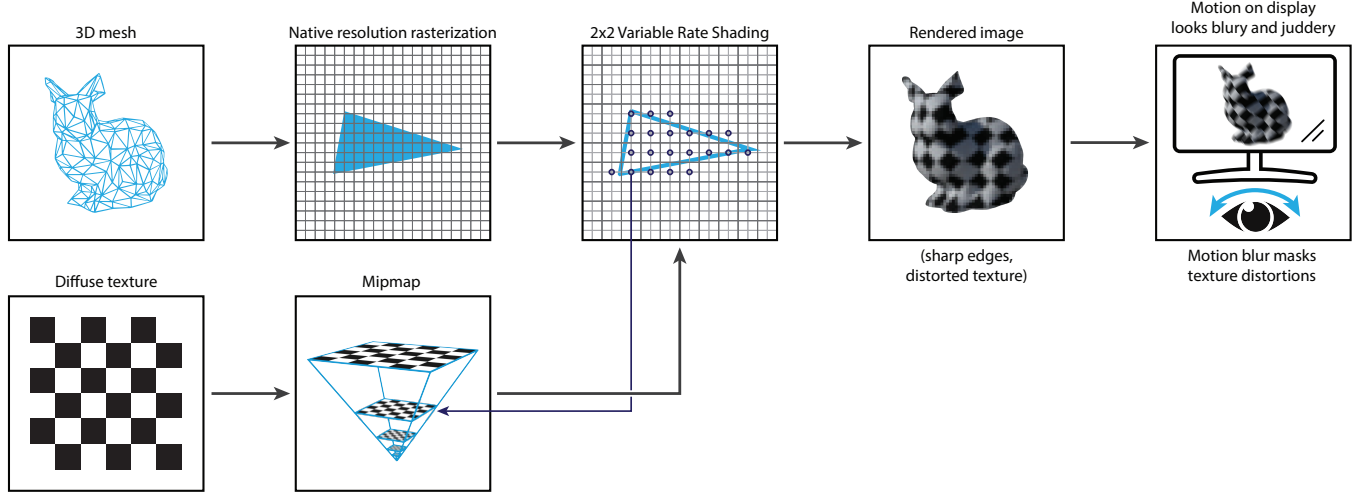 3D mesh
Native resolution rasterization
2x2 Variable Rate Shading
Rendered image
Motion on display
looks blury and juddery
(sharp edges,
distorted texture)
Motion blur masks
texture distortions
Diffuse texture
Mipmap